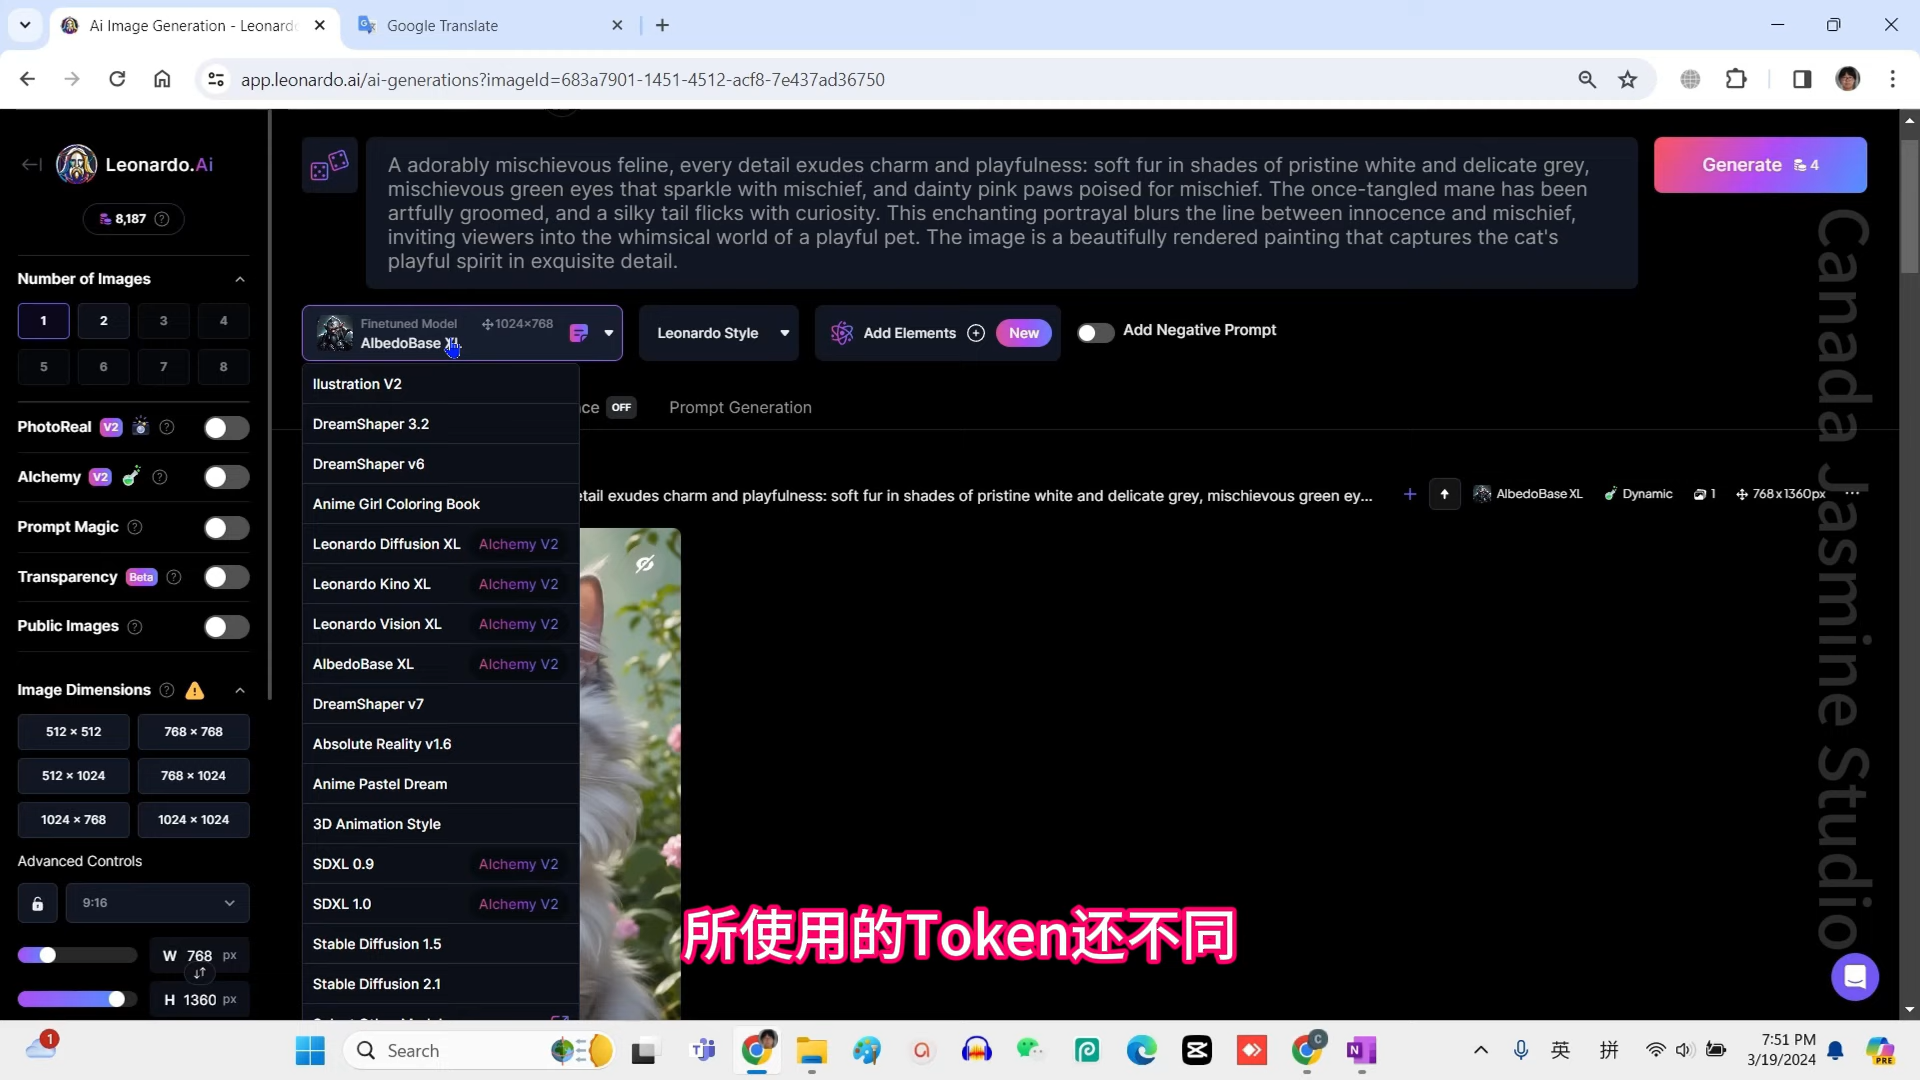 Ai Image Generation - Leonardo
Google Translate
app.leonardo.ai/ai-generations?imageId=683a7901-1451-4512-acf8-7e437ad36750
Leonardo.Ai
8,187
Number of Images
1 2 3 4
5 6 7 8
PhotoReal V2
Alchemy V2
Prompt Magic
Transparency Beta
Public Images
Image Dimensions
512 × 512 768 × 768
512 × 1024 768 × 1024
1024 × 768 1024 × 1024
Advanced Controls
9:16
W 768 px
H 1360 px
A adorably mischievous feline, every detail exudes charm and playfulness: soft fur in shades of pristine white and delicate grey,
mischievous green eyes that sparkle with mischief, and dainty pink paws poised for mischief. The once-tangled mane has been
artfully groomed, and a silky tail flicks with curiosity. This enchanting portrayal blurs the line between innocence and mischief,
inviting viewers into the whimsical world of a playful pet. The image is a beautifully rendered painting that captures the cat's
playful spirit in exquisite detail.
Generate 4
Finetuned Model 1024×768
AlbedoBase XL
Leonardo Style
Add Elements New
Add Negative Prompt
OFF
Prompt Generation
Ilustration V2
DreamShaper 3.2
DreamShaper v6
Anime Girl Coloring Book
Leonardo Diffusion XL Alchemy V2
Leonardo Kino XL Alchemy V2
Leonardo Vision XL Alchemy V2
AlbedoBase XL Alchemy V2
DreamShaper v7
Absolute Reality v1.6
Anime Pastel Dream
3D Animation Style
SDXL 0.9 Alchemy V2
SDXL 1.0 Alchemy V2
Stable Diffusion 1.5
Stable Diffusion 2.1
etail exudes charm and playfulness: soft fur in shades of pristine white and delicate grey, mischievous green ey...
AlbedoBase XL Dynamic 1 768x1360px
Canada Jasmine Studio
所使用的Token还不同
1
Search
英 拼
7:51 PM
3/19/2024
PRE